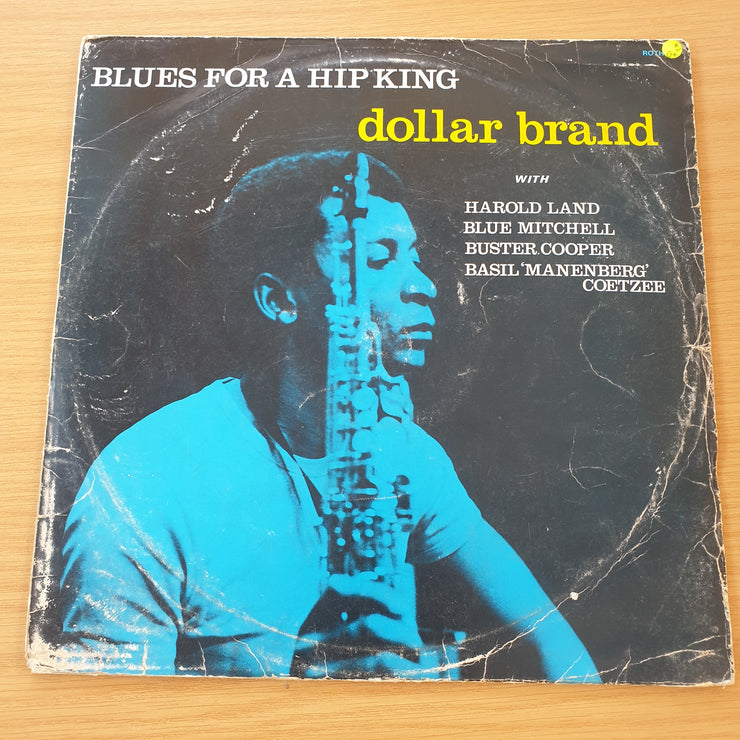 BLUES FOR A HIP KING
dollar brand
WITH
HAROLD LAND
BLUE MITCHELL
BUSTER COOPER
BASIL 'MANENBERG'
COETZEE